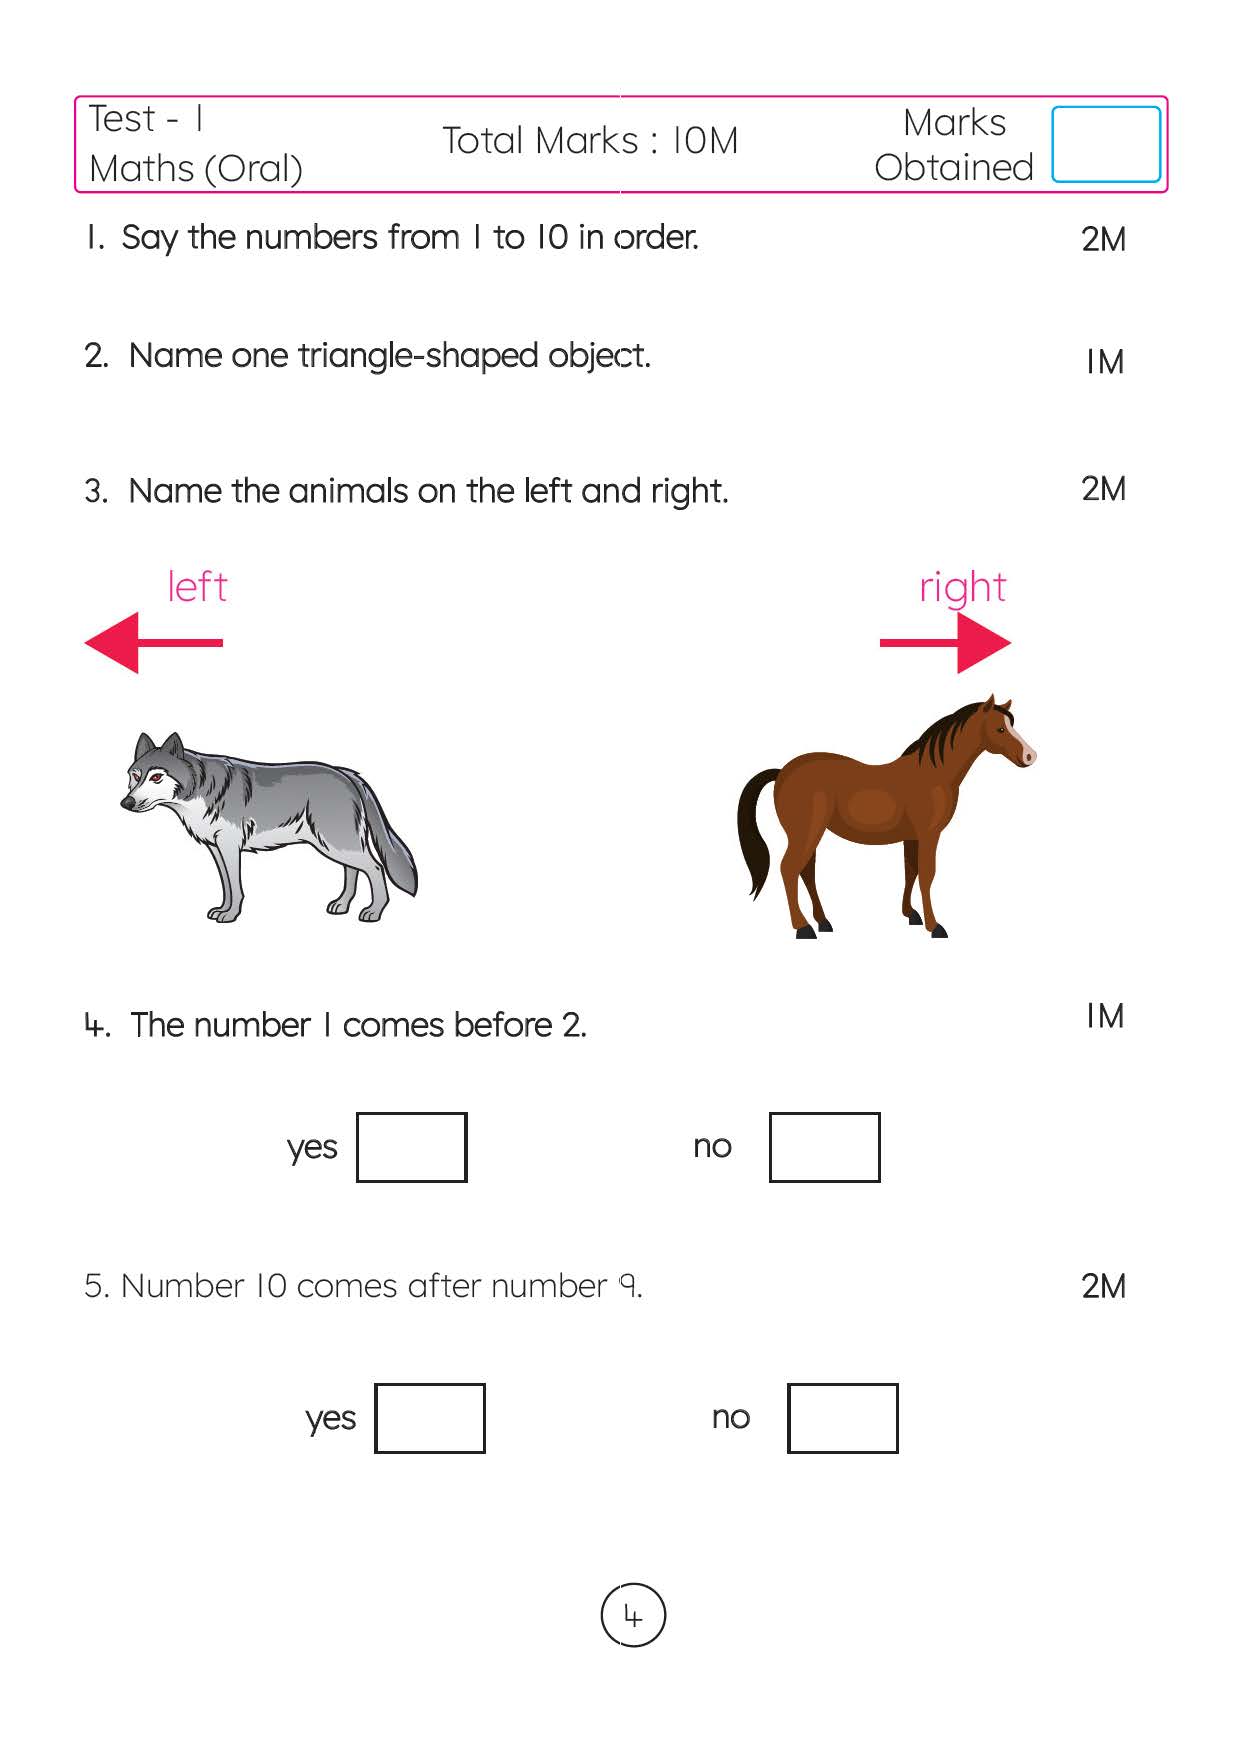 Test - 1
Maths (Oral)
Total Marks : 10M
Marks
Obtained
1. Say the numbers from 1 to 10 in order.
2M
2. Name one triangle-shaped object.
1M
3. Name the animals on the left and right.
2M
left
right
4. The number 1 comes before 2.
1M
yes
no
5. Number 10 comes after number 9.
2M
yes
no
4